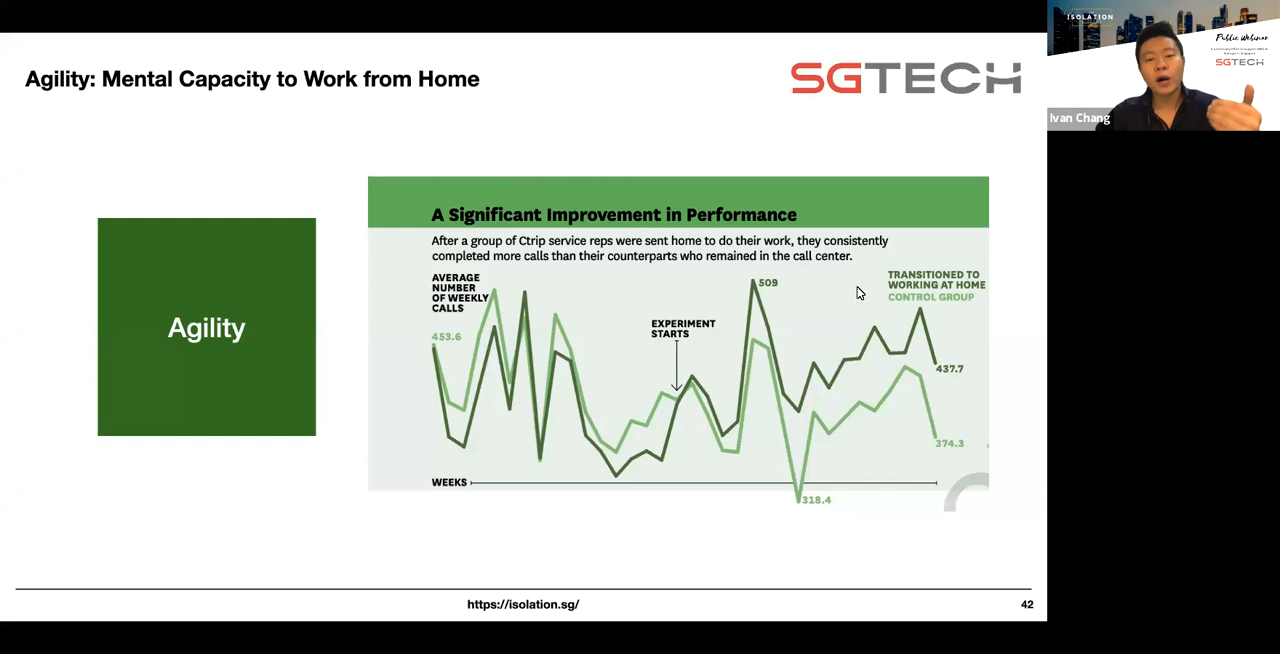 Agility: Mental Capacity to Work from Home
SGTECH
Agility
A Significant Improvement in Performance
After a group of Ctrip service reps were sent home to do their work, they consistently
completed more calls than their counterparts who remained in the call center.
AVERAGE
NUMBER
OF WEEKLY
CALLS
453.6
EXPERIMENT
STARTS
509
TRANSITIONED TO
WORKING AT HOME
CONTROL GROUP
437.7
374.3
WEEKS
318.4
https://isolation.sg/
42
ISOLATION
Public Webinar
SGTECH
Ivan Chang